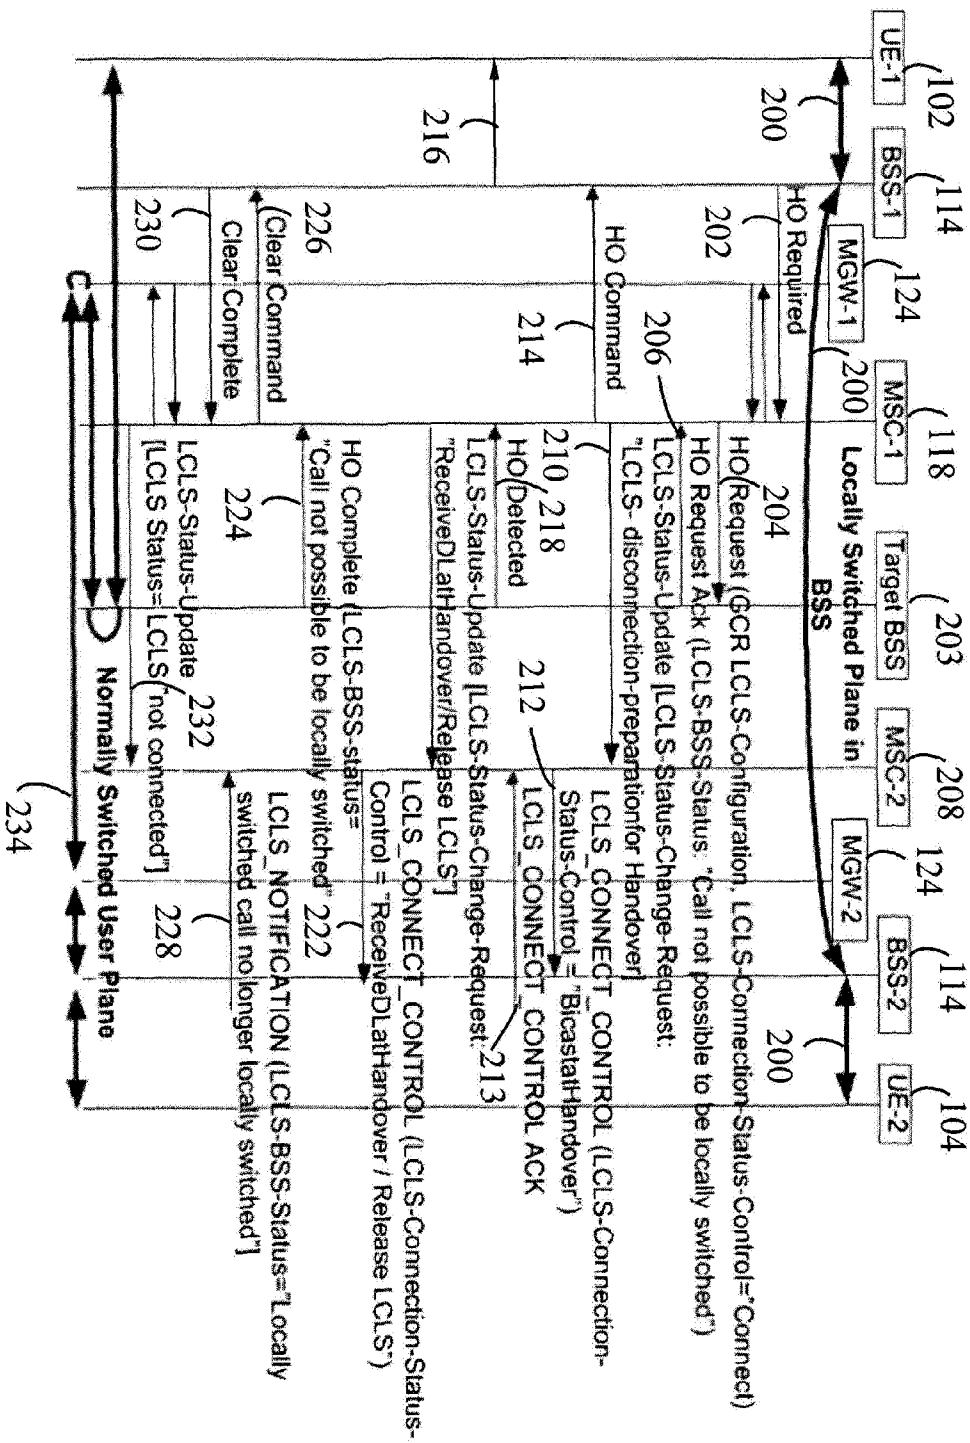 102
114
124
118
203
208
124
114
104
UE-1
BSS-1
MGW-1
MSC-1
Target BSS
MSC-2
MGW-2
BSS-2
UE-2
200
200
Locally Switched Plane in
BSS
200
HO Required
202
204
HO Request (GCR LCLS-Configuration, LCLS-Connection-Status-Control="Connect)
206
HO Request Ack (LCLS-BSS-Status: "Call not possible to be locally switched")
LCLS-Status-Update [LCLS-Status-Change-Request:
"LCLS- disconnection-preparationfor Handover]
HO Command
214
210
LCLS_CONNECT_CONTROL (LCLS-Connection-
Status-Control = "BicastatHandover")
212
LCLS_CONNECT_CONTROL ACK
213
216
HO Detected
218
LCLS-Status-Update [LCLS-Status-Change-Request:
"ReceiveDLatHandover/Release LCLS"]
LCLS_CONNECT_CONTROL (LCLS-Connection-Status-
Control = "ReceiveDLatHandover / Release LCLS")
222
HO Complete (LCLS-BSS-status=
"Call not possible to be locally switched"
224
226
Clear Command
LCLS_NOTIFICATION (LCLS-BSS-Status="Locally
switched call no longer locally switched"]
228
Clear Complete
230
LCLS-Status-Update
[LCLS Status= LCLS "not connected"]
232
Normally Switched User Plane
C
234